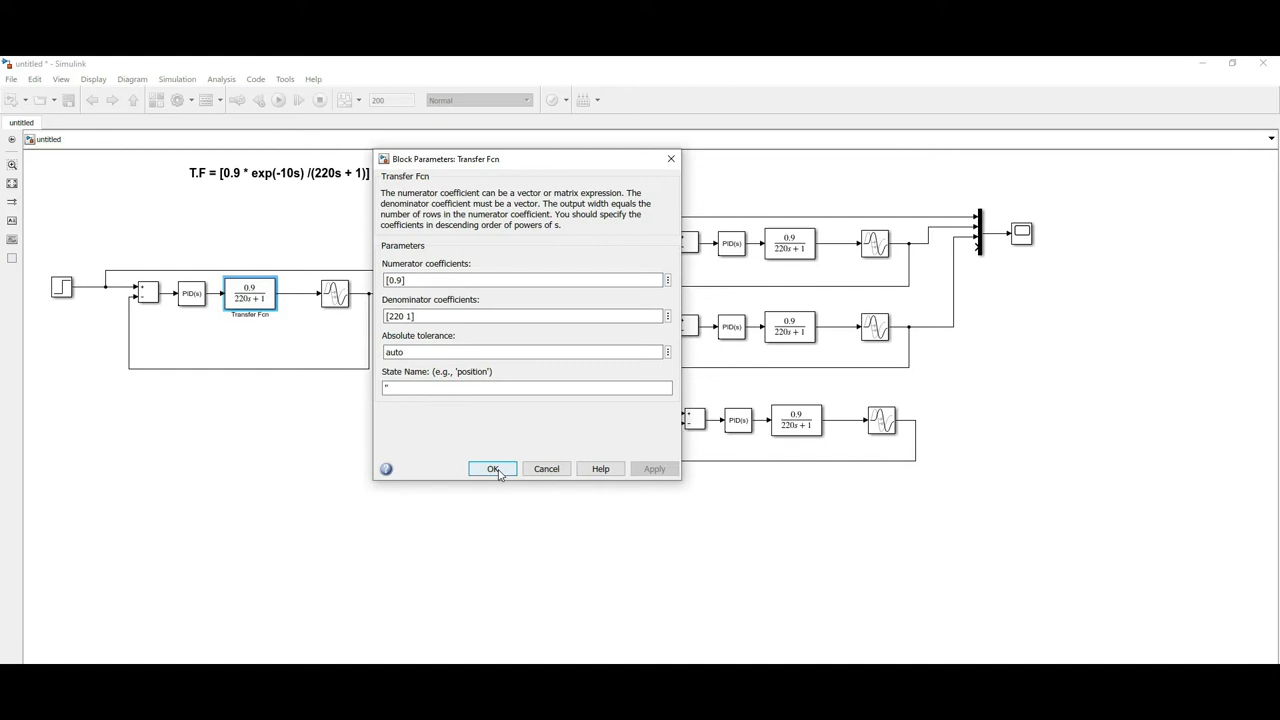 untitled * - Simulink
File Edit View Display Diagram Simulation Analysis Code Tools Help
200
Normal
untitled
untitled
T.F = [0.9 * exp(-10s) /(220s + 1)]
Block Parameters: Transfer Fcn
Transfer Fcn
The numerator coefficient can be a vector or matrix expression. The
denominator coefficient must be a vector. The output width equals the
number of rows in the numerator coefficient. You should specify the
coefficients in descending order of powers of s.
Parameters
Numerator coefficients:
[0.9]
Denominator coefficients:
[220 1]
Absolute tolerance:
auto
State Name: (e.g., 'position')
''
OK Cancel Help Apply
PID(s)
0.9
220s + 1
Transfer Fcn
PID(s)
0.9
220s + 1
PID(s)
0.9
220s + 1
PID(s)
0.9
220s + 1